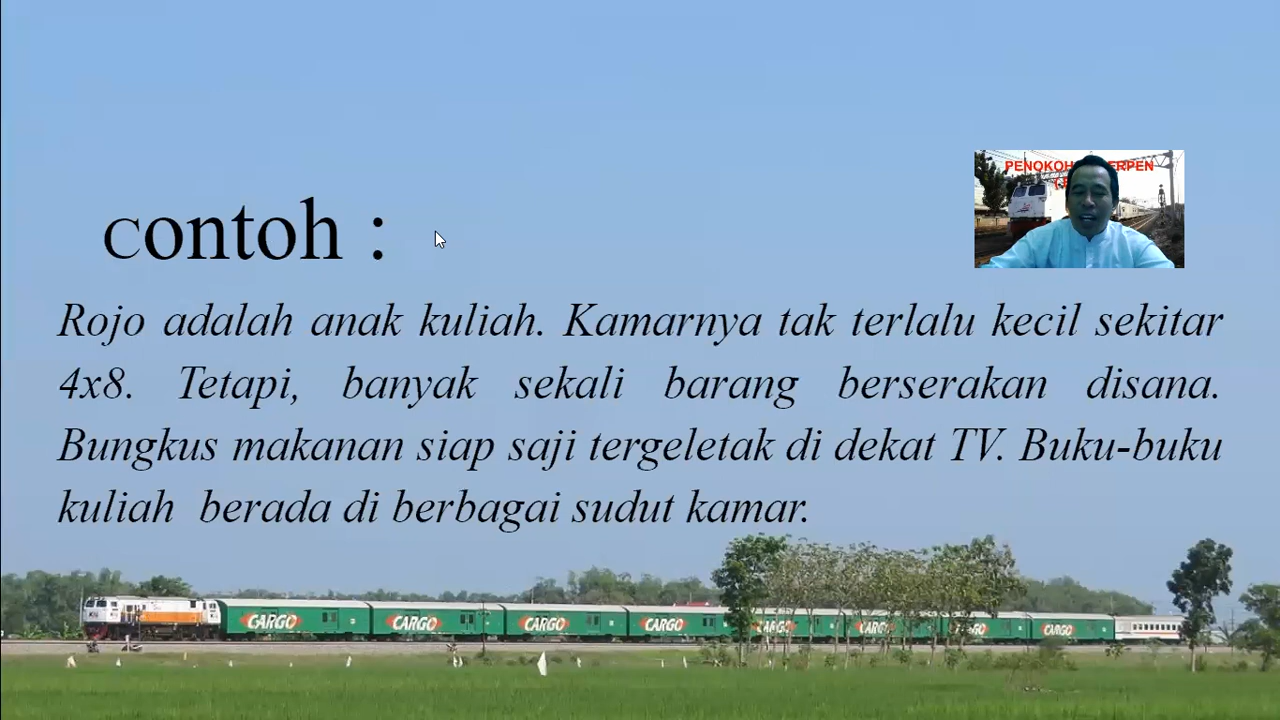 PENOKOH ERPEN
contoh :
Rojo adalah anak kuliah. Kamarnya tak terlalu kecil sekitar
4x8. Tetapi, banyak sekali barang berserakan disana.
Bungkus makanan siap saji tergeletak di dekat TV. Buku-buku
kuliah berada di berbagai sudut kamar.
CARGO CARGO CARGO CARGO CARGO CARGO CARGO CARGO